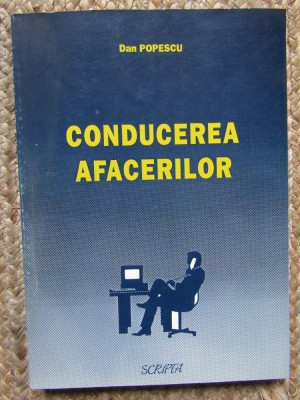 Dan POPESCU
CONDUCEREA
AFACERILOR
SCRIPTA